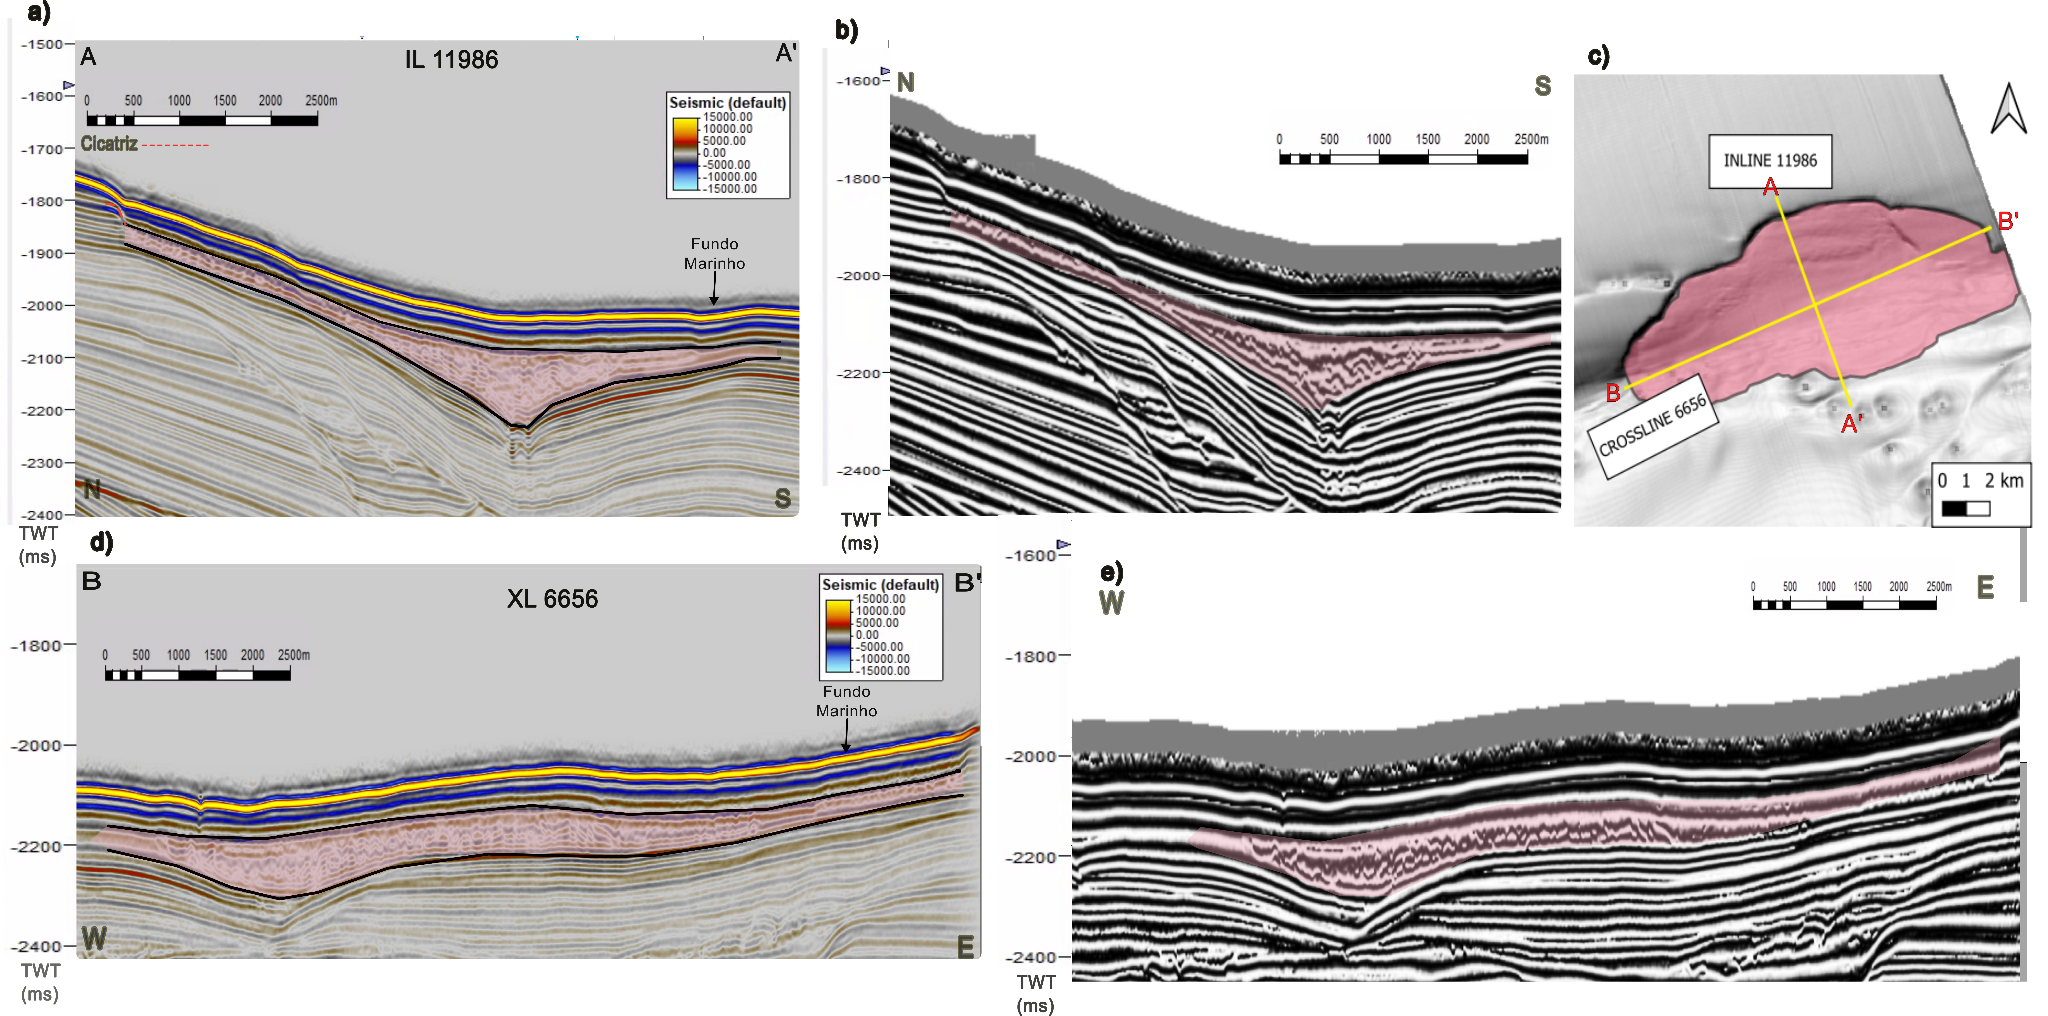 a)
A
IL 11986
A'
-1500
-1600
-1700
-1800
-1900
-2000
-2100
-2200
-2300
-2400
TWT
(ms)
0 500 1000 1500 2000 2500m
Cicatriz
Seismic (default)
15000.00
10000.00
5000.00
0.00
-5000.00
-10000.00
-15000.00
Fundo
Marinho
N
S
b)
N
S
-1600
-1800
-2000
-2200
-2400
TWT
(ms)
0 500 1000 1500 2000 2500m
c)
INLINE 11986
A
B'
B
A'
CROSSLINE 6656
0 1 2 km
d)
B
XL 6656
B'
-1800
-2000
-2200
-2400
TWT
(ms)
0 500 1000 1500 2000 2500m
Seismic (default)
15000.00
10000.00
5000.00
0.00
-5000.00
-10000.00
-15000.00
Fundo
Marinho
W
E
e)
W
E
-1600
-1800
-2000
-2200
-2400
TWT
(ms)
0 500 1000 1500 2000 2500m